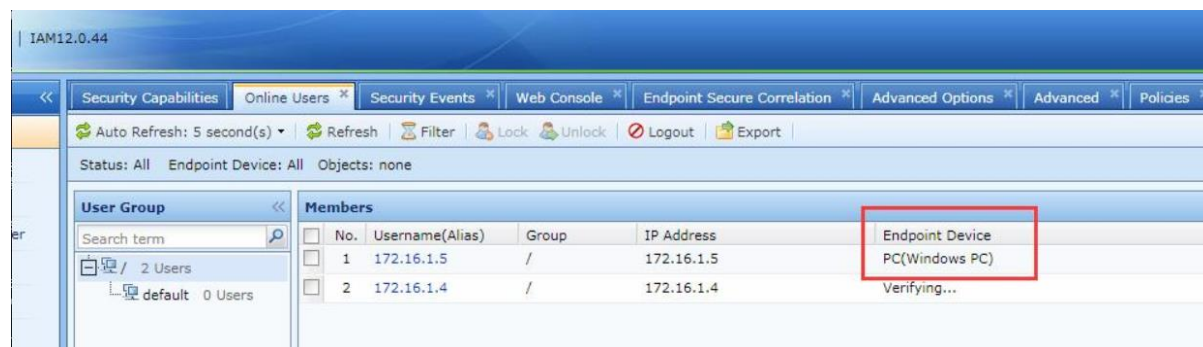 | IAM12.0.44
Security Capabilities Online Users Security Events Web Console Endpoint Secure Correlation Advanced Options Advanced Policies
Auto Refresh: 5 second(s) Refresh Filter Lock Unlock Logout Export
Status: All Endpoint Device: All Objects: none
User Group Members
er
Search term No. Username(Alias) Group IP Address Endpoint Device
/ 2 Users 1 172.16.1.5 / 172.16.1.5 PC(Windows PC)
default 0 Users 2 172.16.1.4 / 172.16.1.4 Verifying...